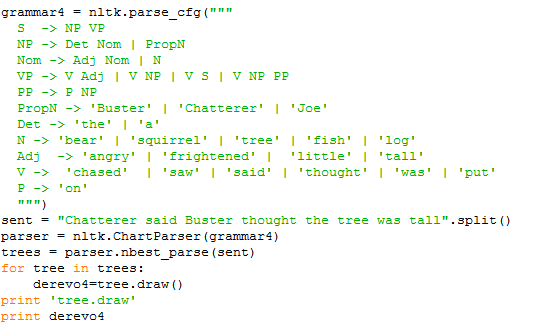 grammar4 = nltk.parse_cfg("""
  S  -> NP VP
  NP -> Det Nom | PropN
  Nom -> Adj Nom | N
  VP -> V Adj | V NP | V S | V NP PP
  PP -> P NP
  PropN -> 'Buster' | 'Chatterer' | 'Joe'
  Det -> 'the' | 'a'
  N -> 'bear' | 'squirrel' | 'tree' | 'fish' | 'log'
  Adj  -> 'angry' | 'frightened' |  'little' | 'tall'
  V ->  'chased'  | 'saw' | 'said' | 'thought' | 'was' | 'put'
  P -> 'on'
  """)
sent = "Chatterer said Buster thought the tree was tall".split()
parser = nltk.ChartParser(grammar4)
trees = parser.nbest_parse(sent)
for tree in trees:
    derevo4=tree.draw()
print 'tree.draw'
print derevo4